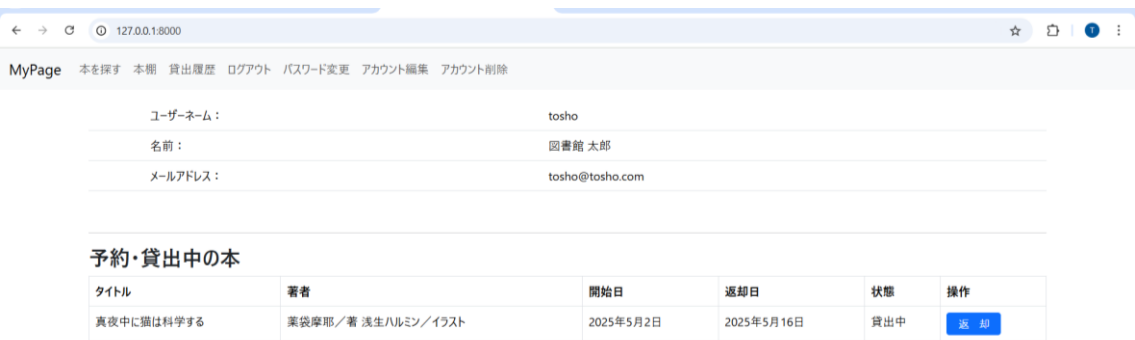 127.0.0.1:8000
T
MyPage 本を探す 本棚 貸出履歴 ログアウト パスワード変更 アカウント編集 アカウント削除
ユーザーネーム： tosho
名前： 図書館 太郎
メールアドレス： tosho@tosho.com
予約・貸出中の本
タイトル 著者 開始日 返却日 状態 操作
真夜中に猫は科学する 薬袋摩耶／著 浅生ハルミン／イラスト 2025年5月2日 2025年5月16日 貸出中 返 却